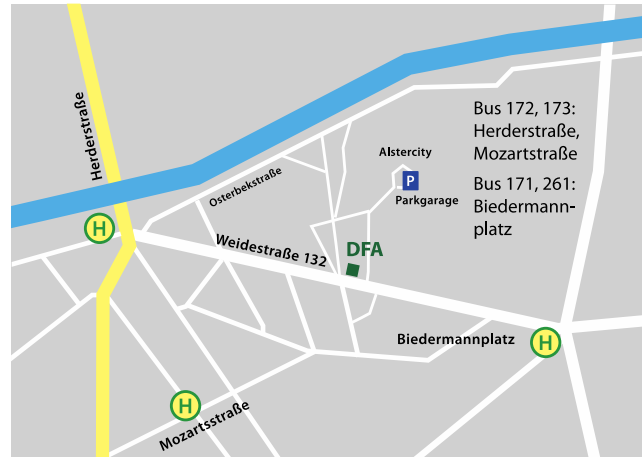 Herderstraße
Bus 172, 173:
Herderstraße,
Mozartstraße
Bus 171, 261:
Biedermann-
platz
Alstercity
P
Parkgarage
Osterbekstraße
H
Weidestraße 132
DFA
Biedermannplatz
H
H
Mozartsstraße